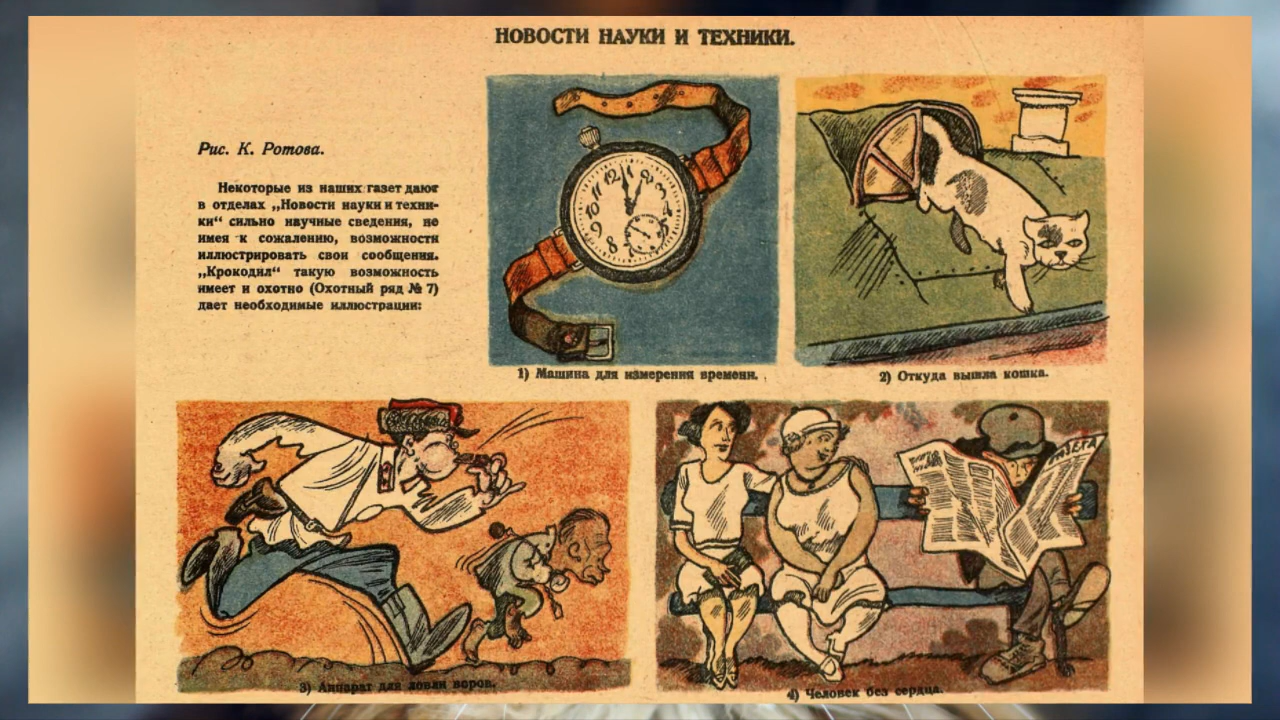 НОВОСТИ НАУКИ И ТЕХНИКИ.
Рис. К. Ротова.
Некоторые из наших газет дают
в отделах „Новости науки и техни-
ки“ сильно научные сведения, не
имея к сожалению, возможности
иллюстрировать свои сообщения.
„Крокодил“ такую возможность
имеет и охотно (Охотный ряд № 7)
дает необходимые иллюстрации:
1) Машина для измерения времени.
2) Откуда вышла кошка.
ГАЗЕТА
3) Аппарат для ловли воров.
4) Человек без сердца.